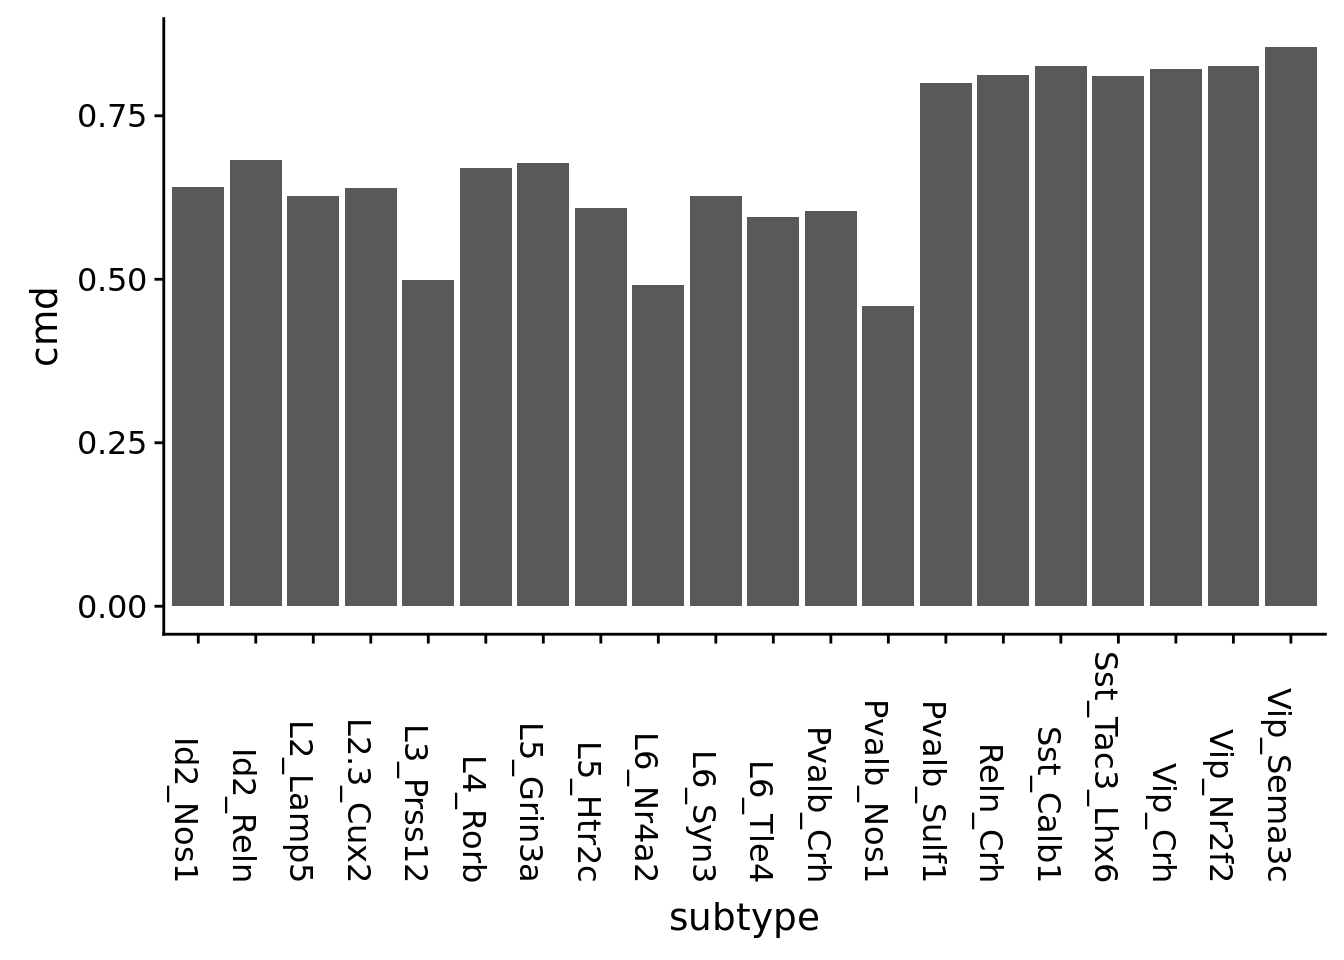 cmd
0.75
0.50
0.25
0.00
Id2_Nos1
Id2_Reln
L2_Lamp5
L2.3_Cux2
L3_Prss12
L4_Rorb
L5_Grin3a
L5_Htr2c
L6_Nr4a2
L6_Syn3
L6_Tle4
Pvalb_Crh
Pvalb_Nos1
Pvalb_Sulf1
Reln_Crh
Sst_Calb1
Sst_Tac3_Lhx6
Vip_Crh
Vip_Nr2f2
Vip_Sema3c
subtype